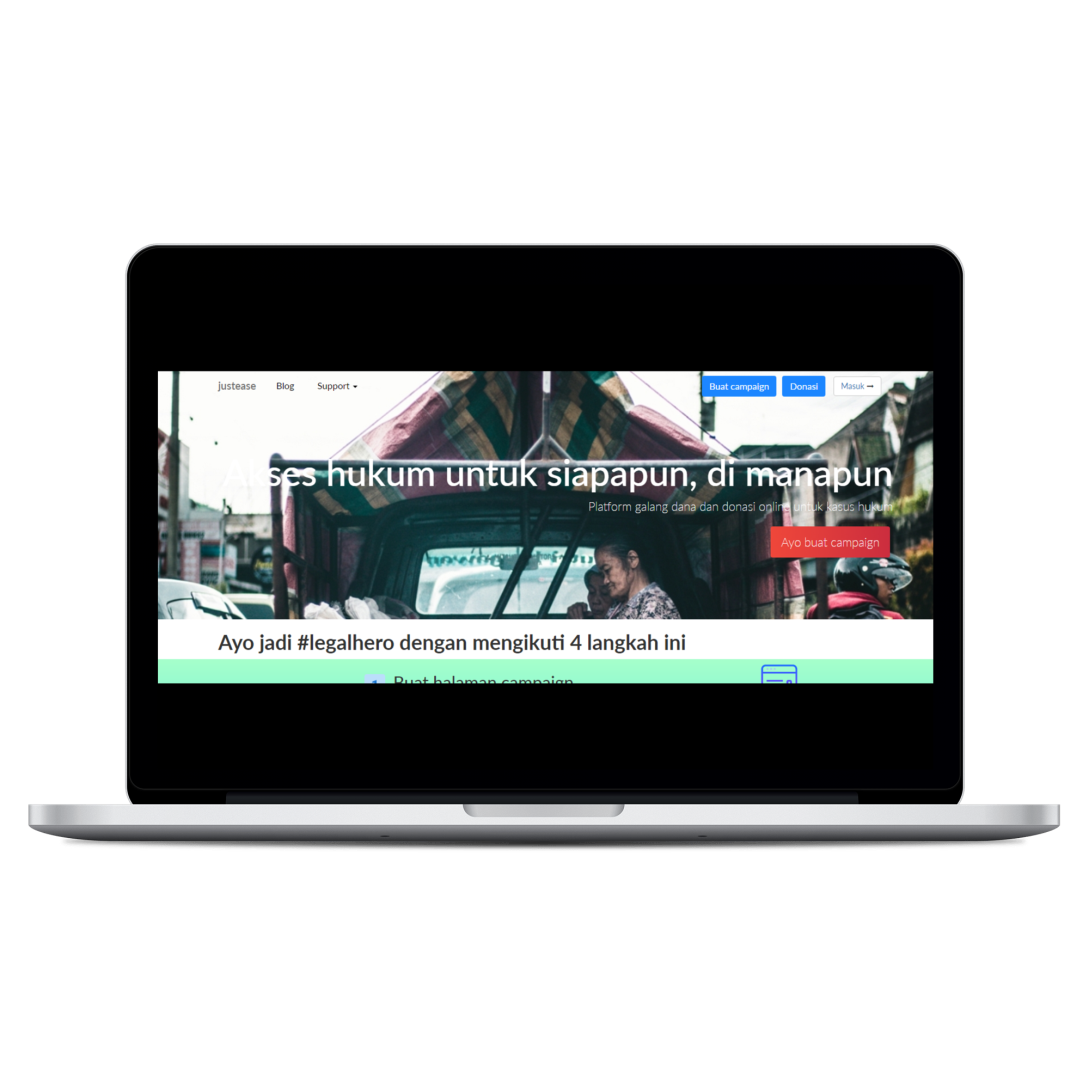 justease Blog Support Buat campaign Donasi Masuk
Akses hukum untuk siapapun, di manapun
Platform galang dana dan donasi online untuk kasus hukum
Ayo buat campaign
Ayo jadi #legalhero dengan mengikuti 4 langkah ini
1 Buat halaman campaign